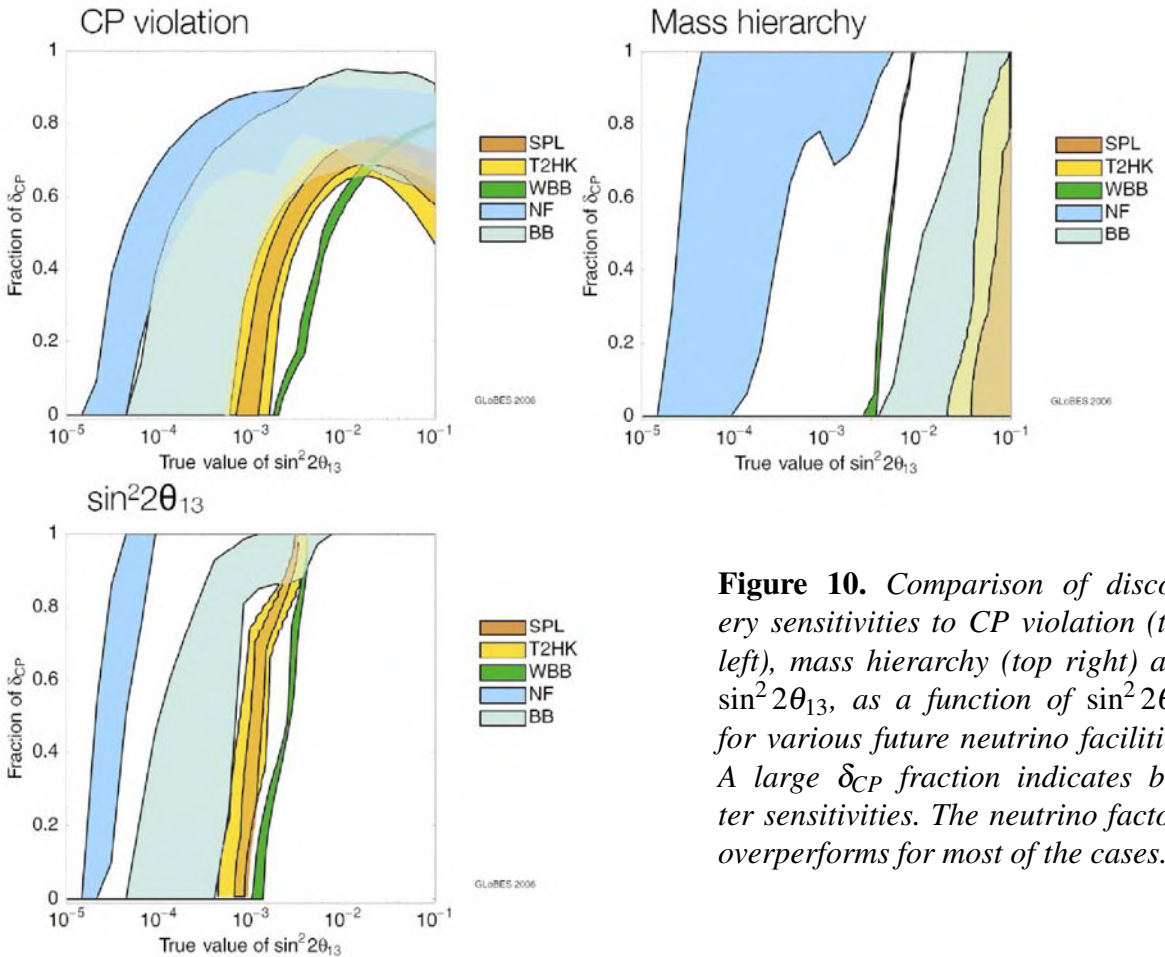 CP violation
1
0.8
0.6
0.4
0.2
0
Fraction of δCP
10⁻⁵ 10⁻⁴ 10⁻³ 10⁻² 10⁻¹
True value of sin²2θ₁₃
SPL
T2HK
WBB
NF
BB
GLoBES 2006
Mass hierarchy
1
0.8
0.6
0.4
0.2
0
Fraction of δCP
10⁻⁵ 10⁻⁴ 10⁻³ 10⁻² 10⁻¹
True value of sin²2θ₁₃
SPL
T2HK
WBB
NF
BB
GLoBES 2006
sin²2θ₁₃
1
0.8
0.6
0.4
0.2
0
Fraction of δCP
10⁻⁵ 10⁻⁴ 10⁻³ 10⁻² 10⁻¹
True value of sin²2θ₁₃
SPL
T2HK
WBB
NF
BB
GLoBES 2006
Figure 10. Comparison of disco
ery sensitivities to CP violation (t
left), mass hierarchy (top right) a
sin² 2θ₁₃, as a function of sin² 2θ
for various future neutrino faciliti
A large δCP fraction indicates b
ter sensitivities. The neutrino facto
overperforms for most of the cases.